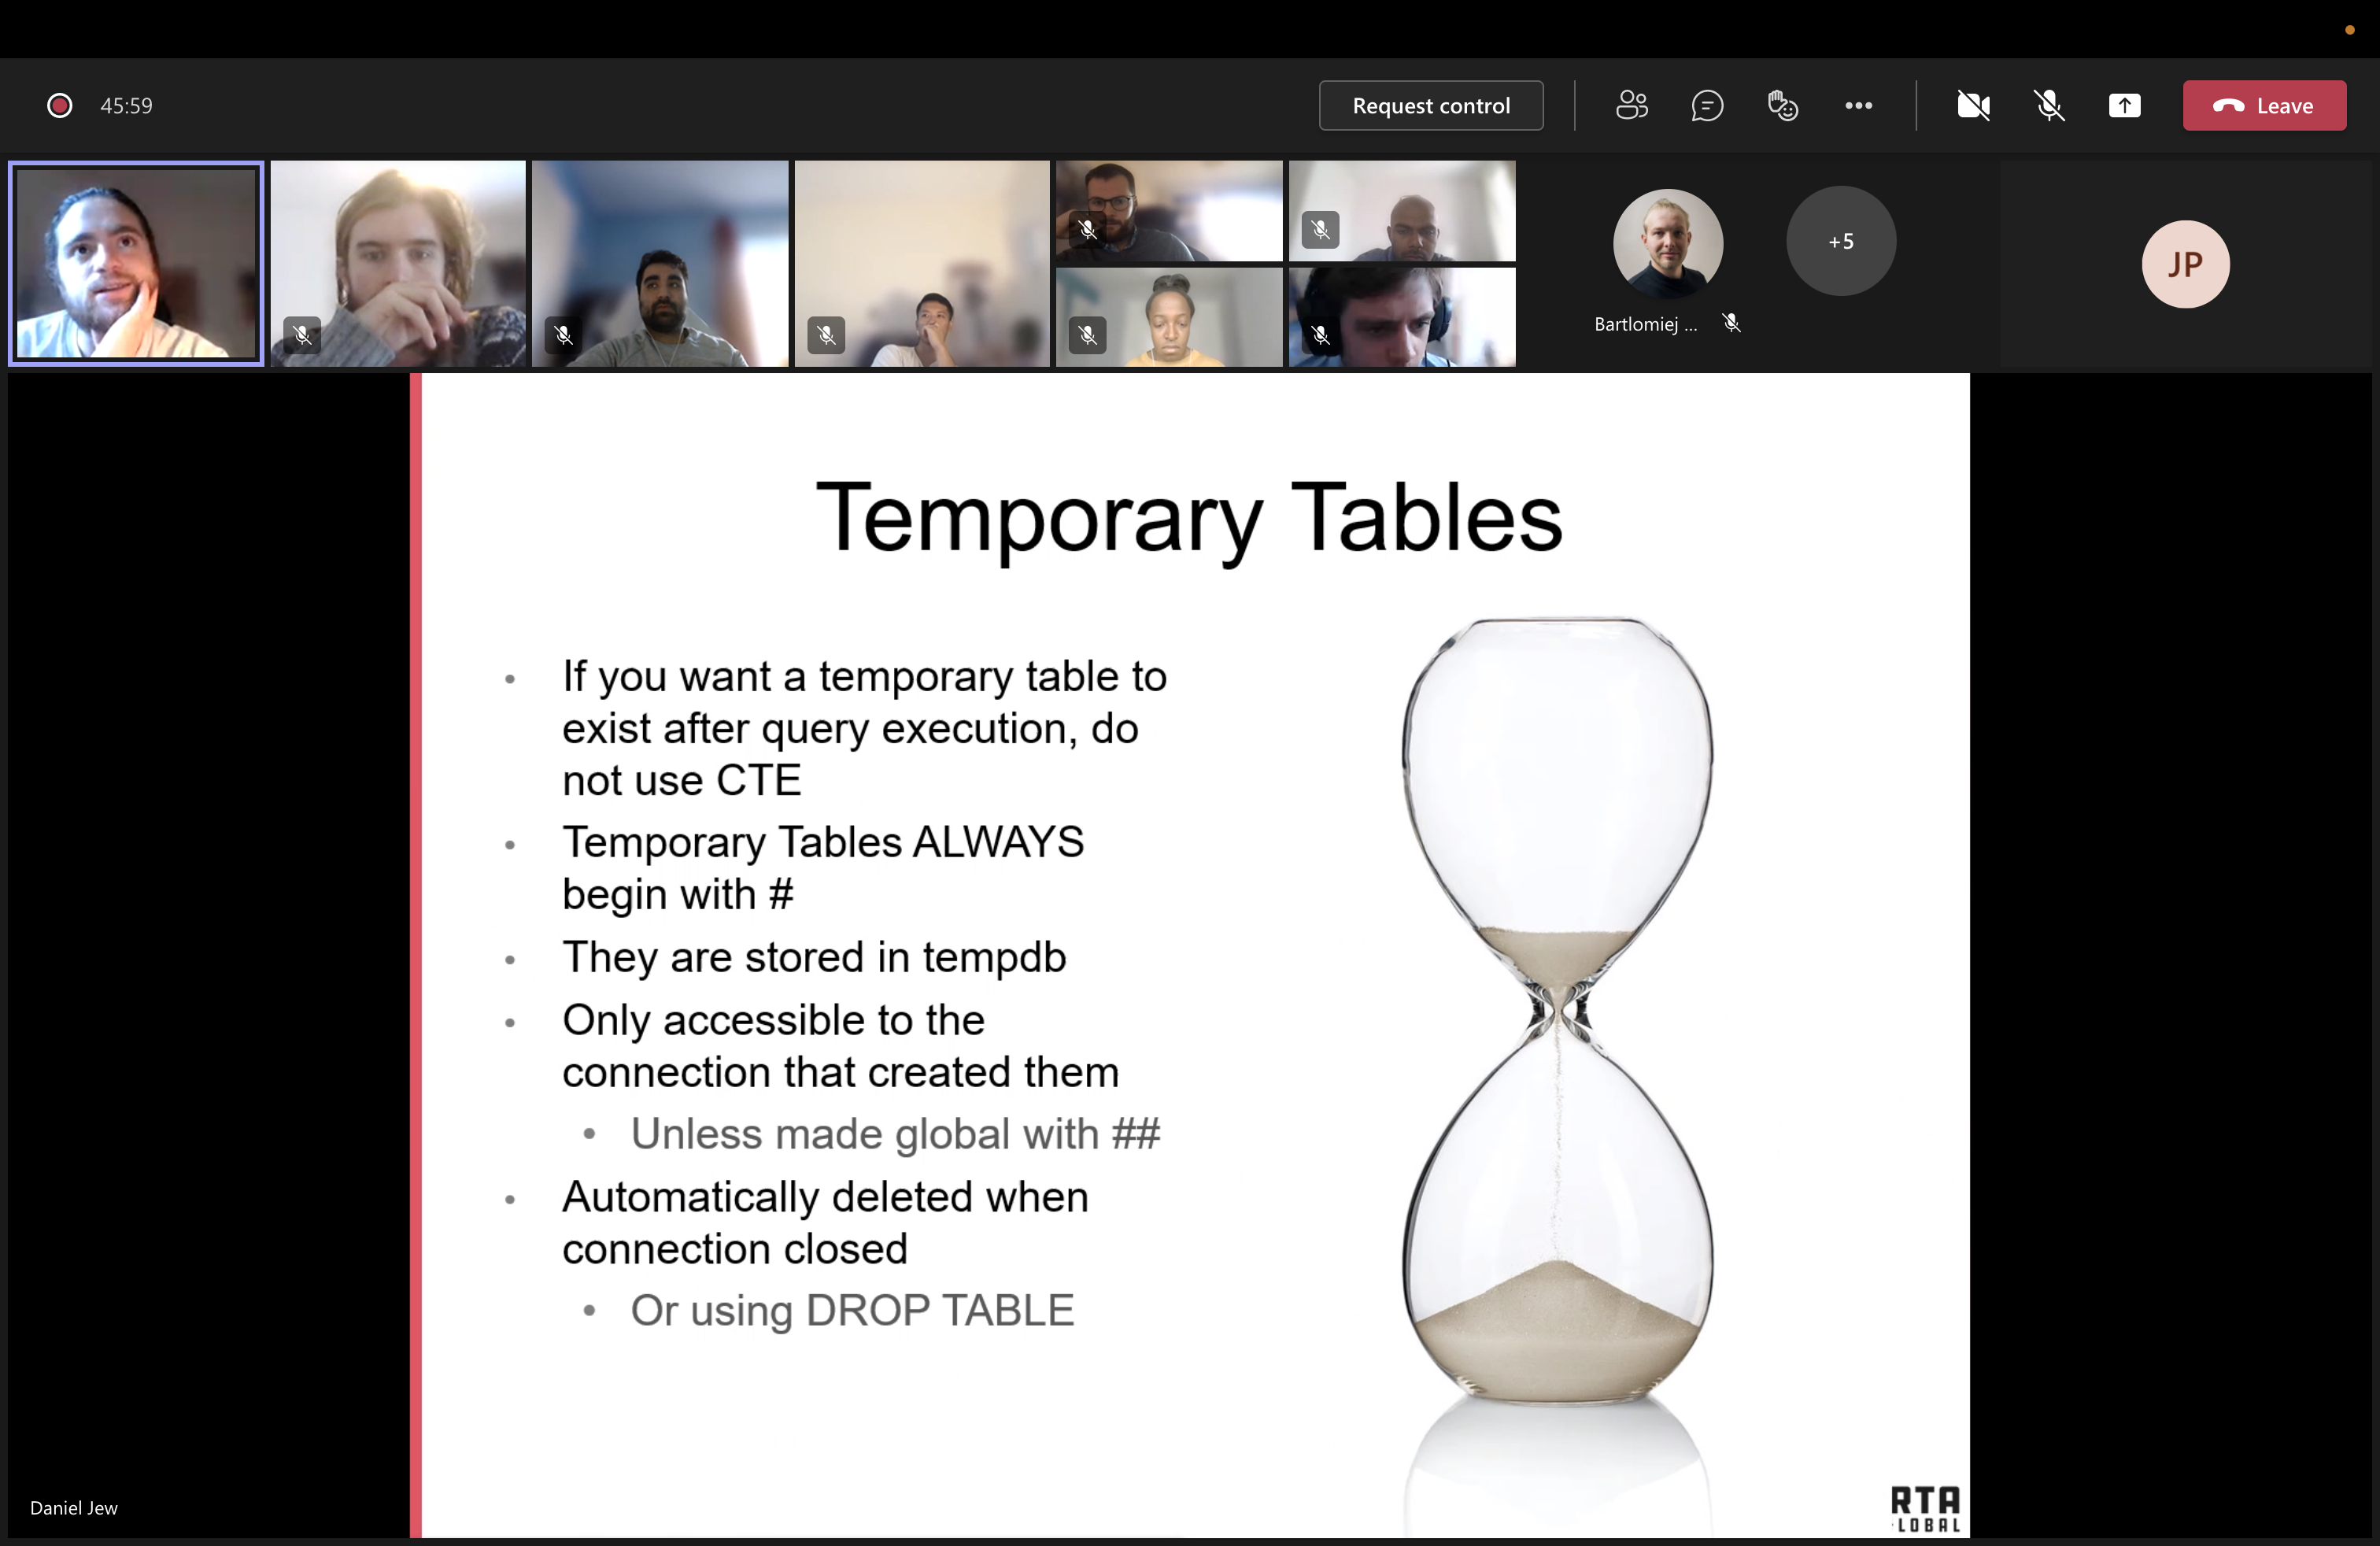 45:59
Request control
Leave
+5
JP
Bartlomiej ...
Temporary Tables
• If you want a temporary table to
exist after query execution, do
not use CTE
• Temporary Tables ALWAYS
begin with #
• They are stored in tempdb
• Only accessible to the
connection that created them
• Unless made global with ##
• Automatically deleted when
connection closed
• Or using DROP TABLE
Daniel Jew
RTA
LOBAL